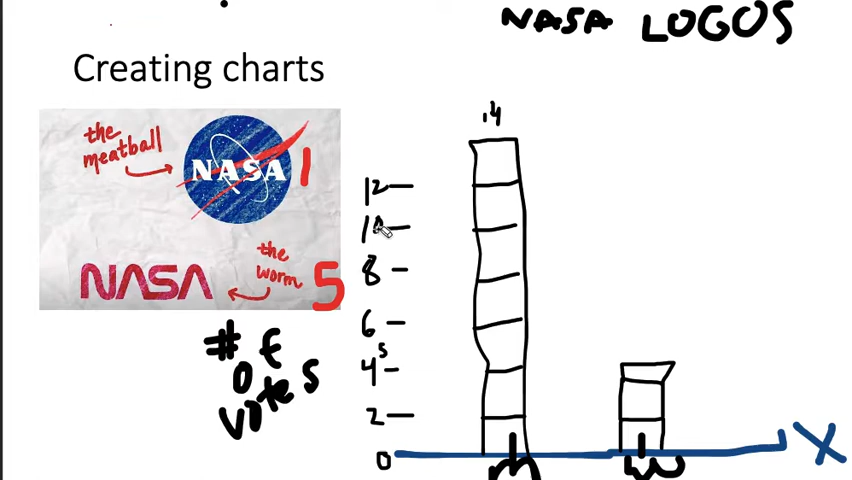 NASA LOGOS
Creating charts
the
meatball
NASA
1
the
worm
NASA
5
# of
votes
14
12
10
8
6
5
4
2
0
X
m
w